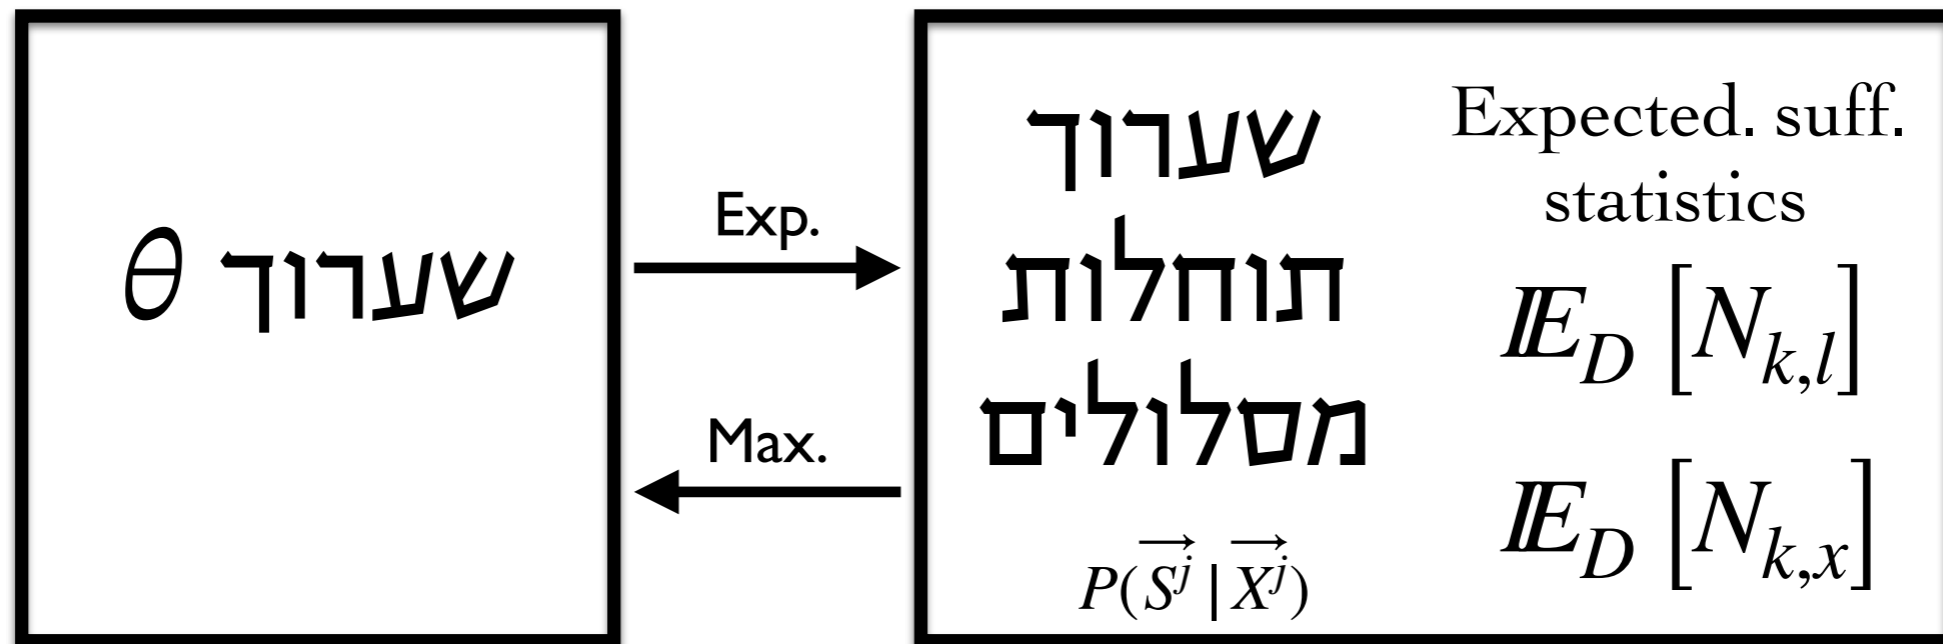 שערוך θ
Exp.
Max.
שערוך
תוחלות
מסלולים
P(S^j | X^j)
Expected. suff.
statistics
E_D [N_{k,l}]
E_D [N_{k,x}]